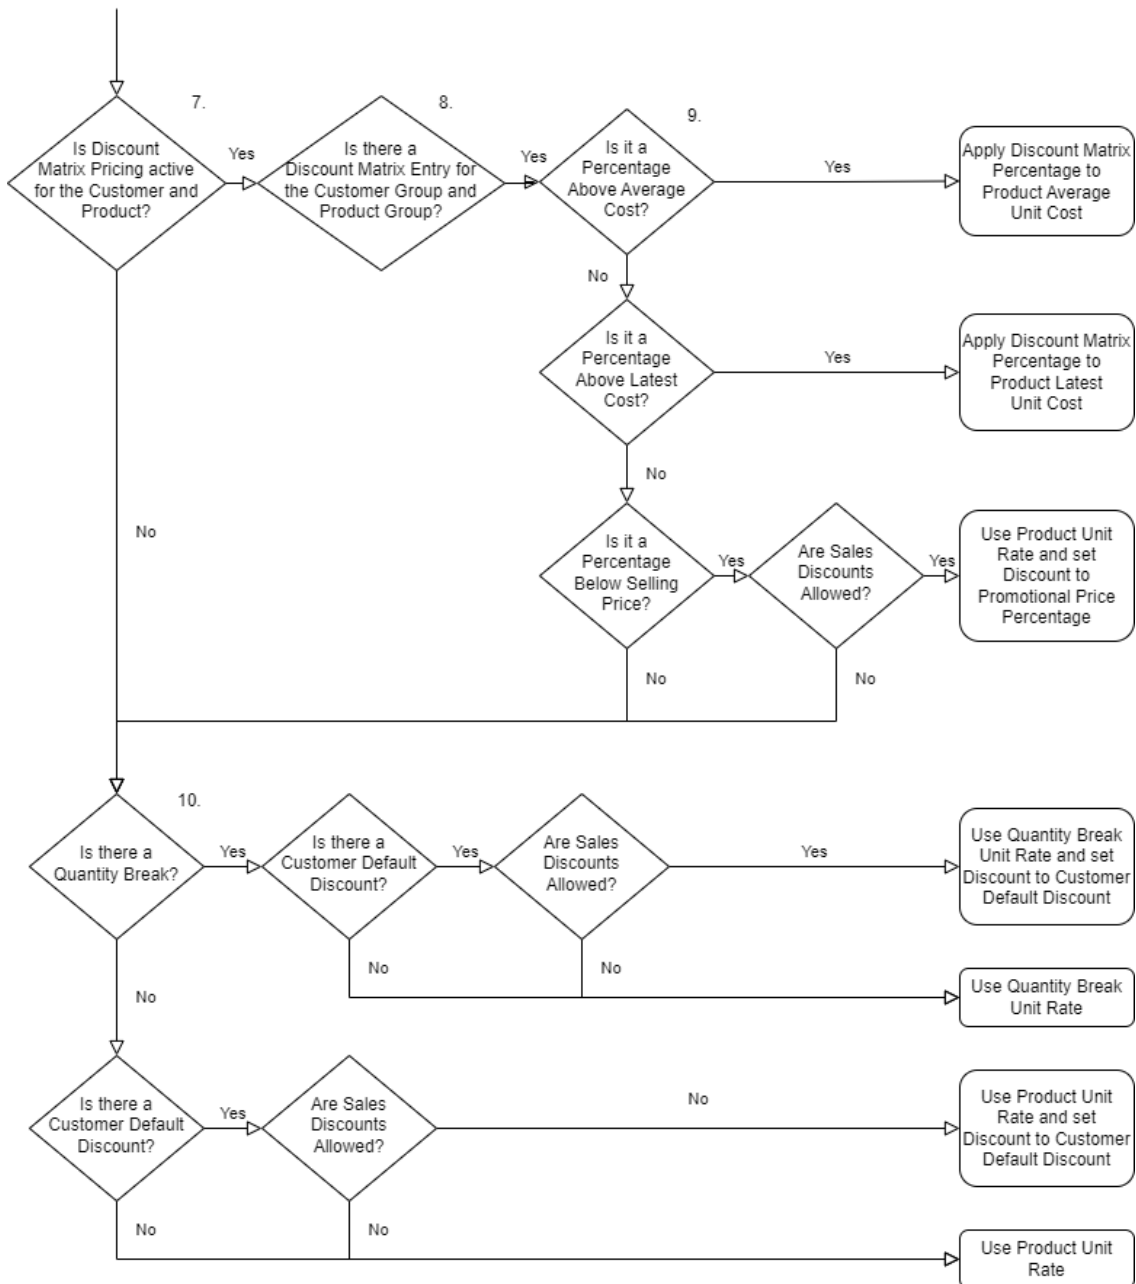 7.
Is Discount
Matrix Pricing active
for the Customer and
Product?
Yes
8.
Is there a
Discount Matrix Entry for
the Customer Group and
Product Group?
Yes
9.
Is it a
Percentage
Above Average
Cost?
Yes
Apply Discount Matrix
Percentage to
Product Average
Unit Cost
No
Is it a
Percentage
Above Latest
Cost?
Yes
Apply Discount Matrix
Percentage to
Product Latest
Unit Cost
No
No
Is it a
Percentage
Below Selling
Price?
Yes
Are Sales
Discounts
Allowed?
Yes
Use Product Unit
Rate and set
Discount to
Promotional Price
Percentage
No
No
10.
Is there a
Quantity Break?
Yes
Is there a
Customer Default
Discount?
Yes
Are Sales
Discounts
Allowed?
Yes
Use Quantity Break
Unit Rate and set
Discount to Customer
Default Discount
No
No
Use Quantity Break
Unit Rate
No
Is there a
Customer Default
Discount?
Yes
Are Sales
Discounts
Allowed?
No
Use Product Unit
Rate and set
Discount to Customer
Default Discount
No
No
Use Product Unit
Rate